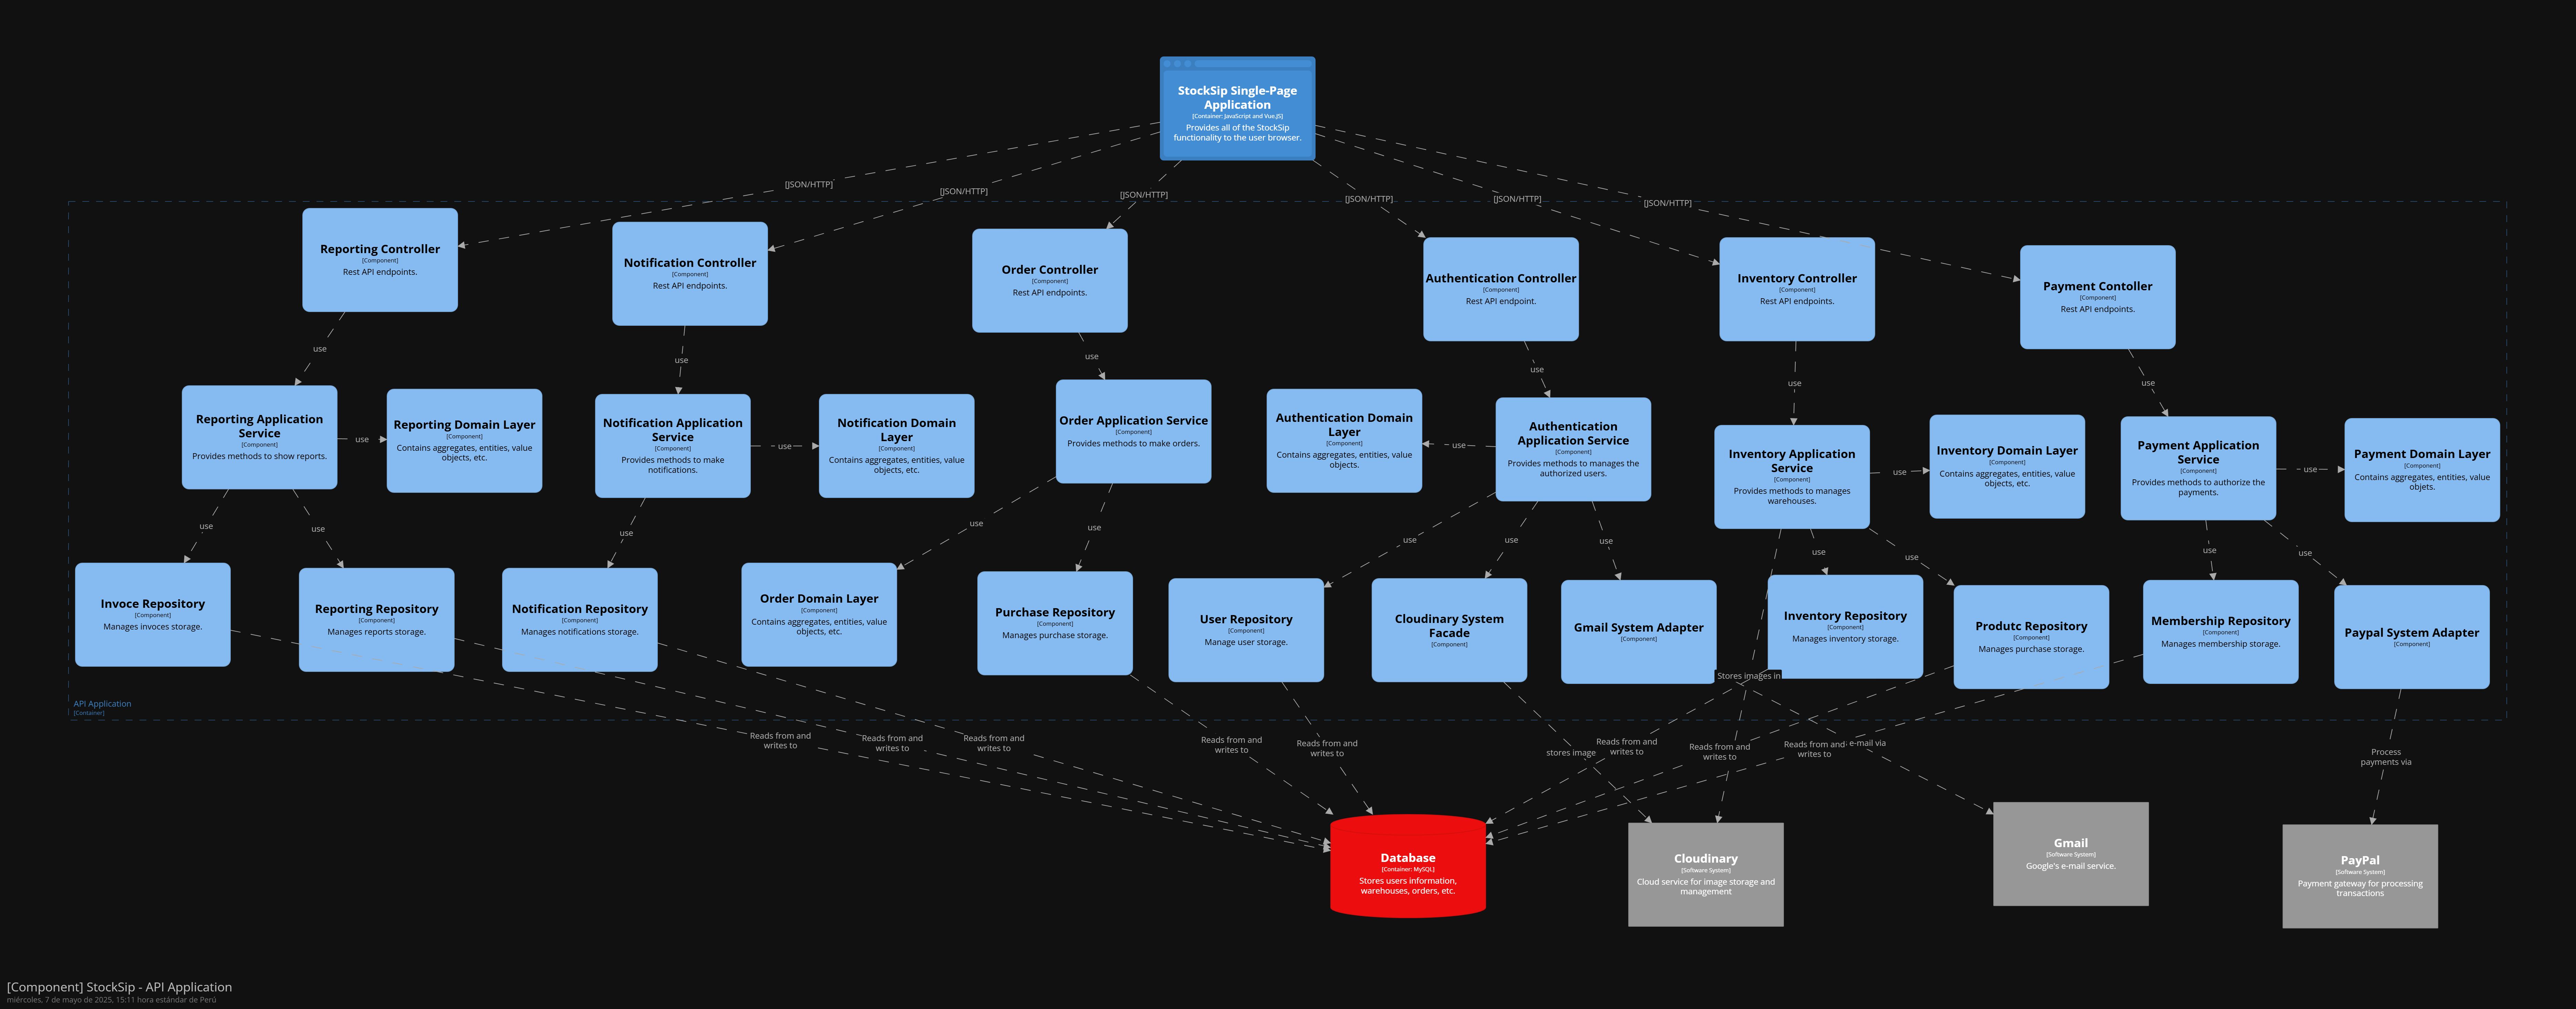 StockSip Single-Page
Application
[Container: JavaScript and Vue.JS]
Provides all of the StockSip
functionality to the user browser.
[JSON/HTTP]
[JSON/HTTP]
[JSON/HTTP]
[JSON/HTTP]
[JSON/HTTP]
[JSON/HTTP]
Reporting Controller
[Component]
Rest API endpoints.
Notification Controller
[Component]
Rest API endpoints.
Order Controller
[Component]
Rest API endpoints.
Authentication Controller
[Component]
Rest API endpoint.
Inventory Controller
[Component]
Rest API endpoints.
Payment Contoller
[Component]
Rest API endpoints.
use
use
use
use
use
use
Reporting Application
Service
[Component]
Provides methods to show reports.
use
Reporting Domain Layer
[Component]
Contains aggregates, entities, value
objects, etc.
Notification Application
Service
[Component]
Provides methods to make
notifications.
use
Notification Domain
Layer
[Component]
Contains aggregates, entities, value
objects, etc.
Order Application Service
[Component]
Provides methods to make orders.
Authentication Domain
Layer
[Component]
Contains aggregates, entities, value
objects.
use
Authentication
Application Service
[Component]
Provides methods to manages the
authorized users.
Inventory Application
Service
[Component]
Provides methods to manages
warehouses.
use
Inventory Domain Layer
[Component]
Contains aggregates, entities, value
objects, etc.
Payment Application
Service
[Component]
Provides methods to authorize the
payments.
use
Payment Domain Layer
[Component]
Contains aggregates, entities, value
objets.
use
use
use
use
use
use
use
use
use
use
use
use
Invoce Repository
[Component]
Manages invoces storage.
Reporting Repository
[Component]
Manages reports storage.
Notification Repository
[Component]
Manages notifications storage.
Order Domain Layer
[Component]
Contains aggregates, entities, value
objects, etc.
Purchase Repository
[Component]
Manages purchase storage.
User Repository
[Component]
Manage user storage.
Cloudinary System
Facade
[Component]
Gmail System Adapter
[Component]
Inventory Repository
[Component]
Manages inventory storage.
Produtc Repository
[Component]
Manages purchase storage.
Membership Repository
[Component]
Manages membership storage.
Paypal System Adapter
[Component]
Stores images in
API Application
[Container]
Reads from and
writes to
Reads from and
writes to
Reads from and
writes to
Reads from and
writes to
Reads from and
writes to
stores image
Reads from and
writes to
Reads from and
writes to
Reads from and
writes to
e-mail via
Process
payments via
Database
[Container: MySQL]
Stores users information,
warehouses, orders, etc.
Cloudinary
[Software System]
Cloud service for image storage and
management
Gmail
[Software System]
Google's e-mail service.
PayPal
[Software System]
Payment gateway for processing
transactions
[Component] StockSip - API Application
miércoles, 7 de mayo de 2025, 15:11 hora estándar de Perú